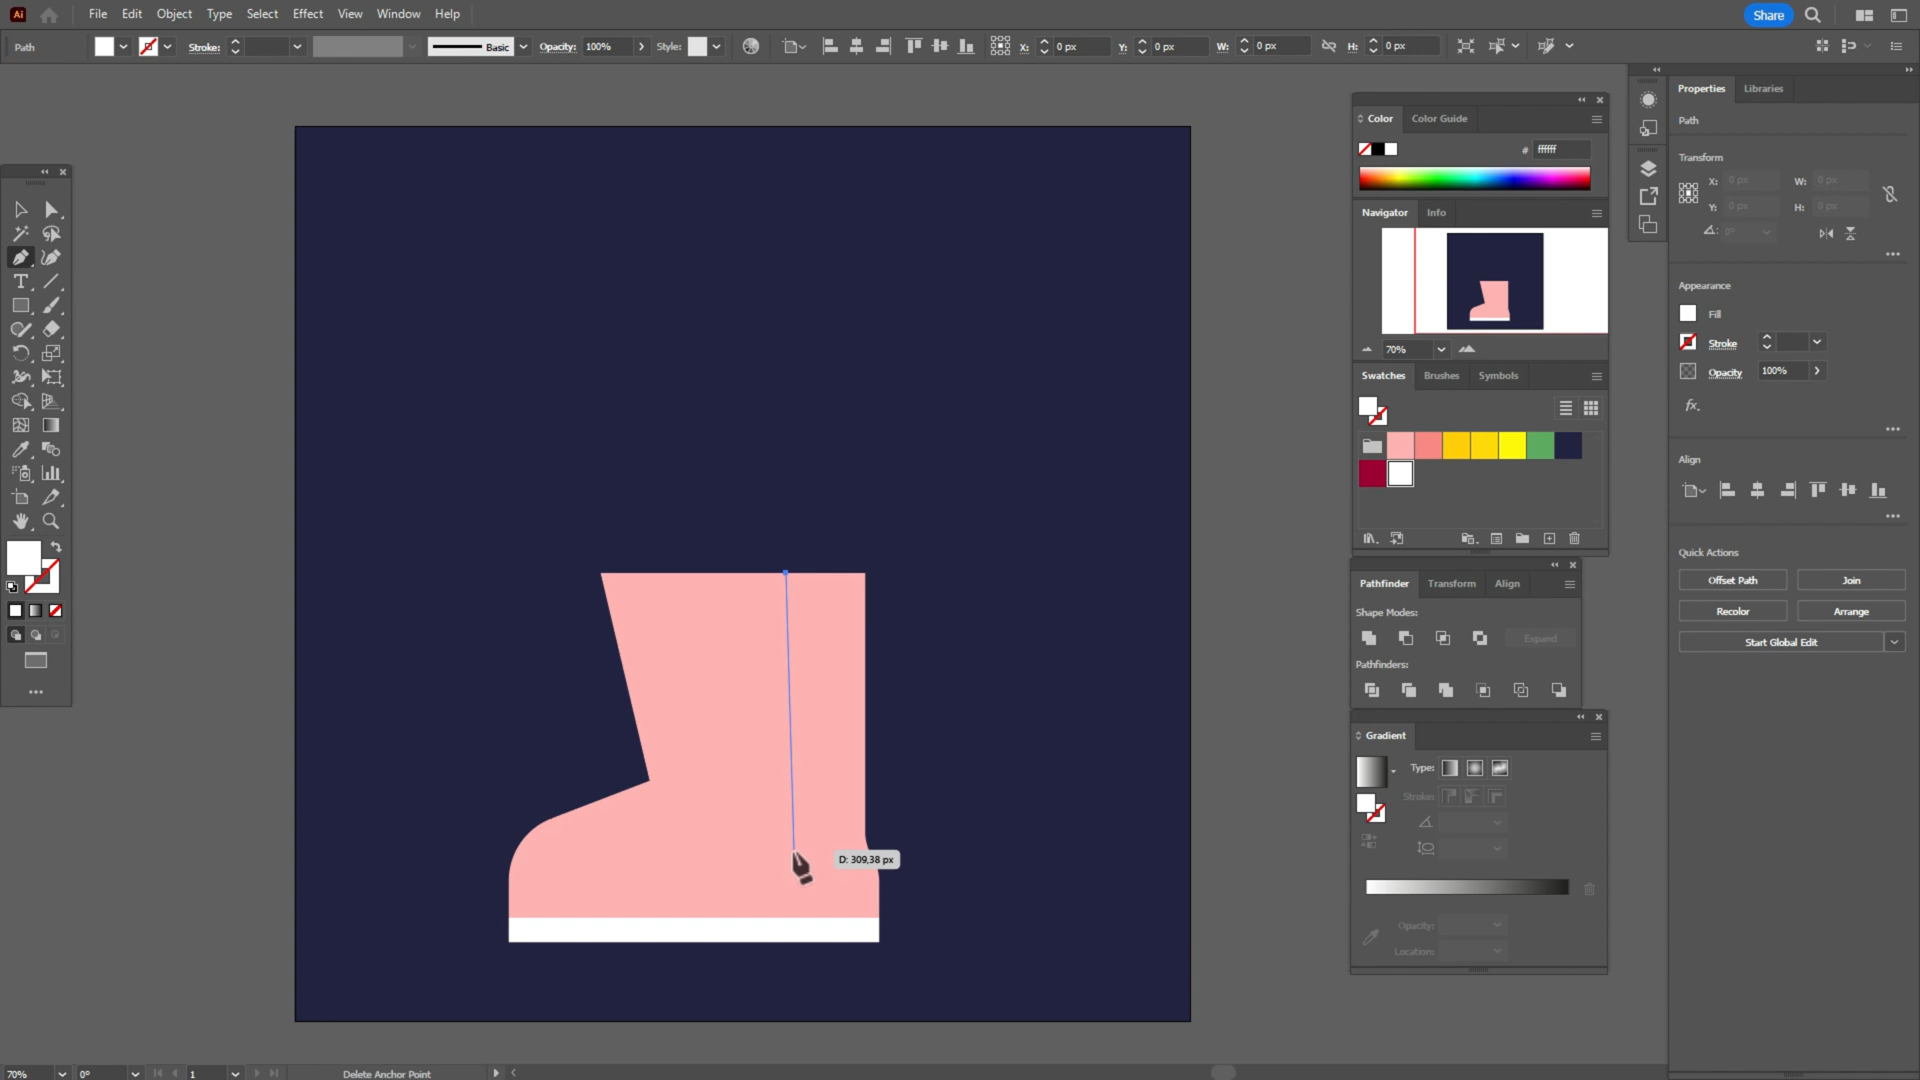 Ai File Edit Object Type Select Effect View Window Help Share
Path Stroke: Basic Opacity: 100% Style: X: 0 px Y: 0 px W: 0 px H: 0 px
Properties Libraries
Path
Transform
X: 0 px W: 0 px
Y: 0 px H: 0 px
0°
Appearance
Fill
Stroke
Opacity 100%
fx.
Align
Quick Actions
Offset Path Join
Recolor Arrange
Start Global Edit
Color Color Guide
# ffffff
Navigator Info
70%
Swatches Brushes Symbols
Pathfinder Transform Align
Shape Modes:
Expand
Pathfinders:
Gradient
Type:
Stroke:
Opacity:
Location:
D: 309,38 px
70% 0° 1 Delete Anchor Point